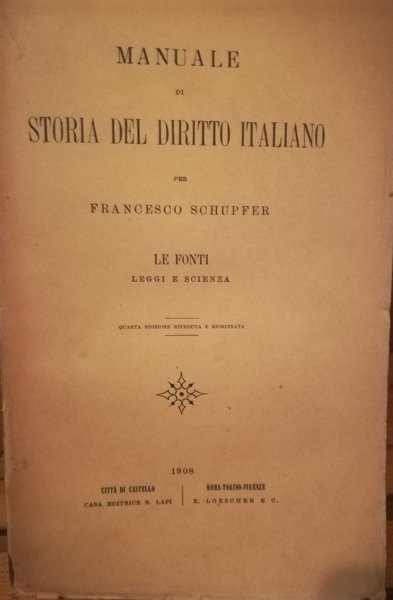 MANUALE
DI
STORIA DEL DIRITTO ITALIANO
PER
FRANCESCO SCHUPFER
LE FONTI
LEGGI E SCIENZA
QUARTA EDIZIONE RIVEDUTA E RIORDINATA
1908
CITTÀ DI CASTELLO
CASA EDITRICE S. LAPI
ROMA-TORINO-FIRENZE
E. LOESCHER E C.